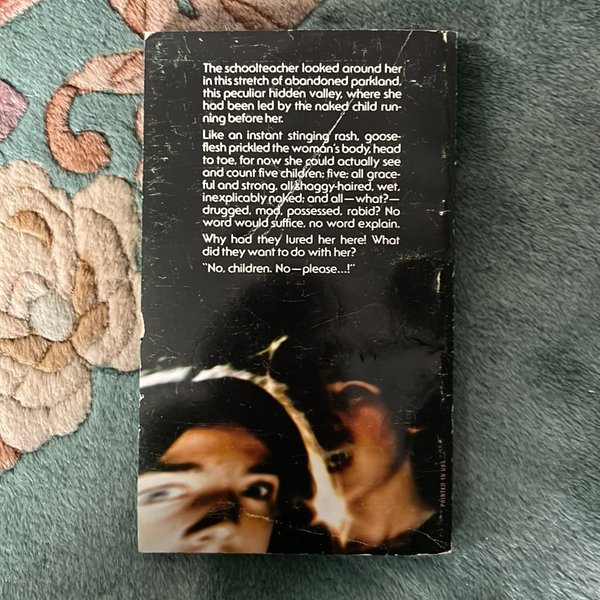 The schoolteacher looked around her
in this stretch of abandoned parkland,
this peculiar hidden valley, where she
had been led by the naked child run-
ning before her.
Like an instant stinging rash, goose-
flesh prickled the woman's body, head
to toe, for now she could actually see
and count five children: five: all grace-
ful and strong, all shaggy-haired, wet,
inexplicably naked: and all—what?—
drugged, mad, possessed, rabid? No
word would suffice, no word explain.
Why had they lured her here! What
did they want to do with her?
"No, children. No—please...!"
PRINTED IN USA